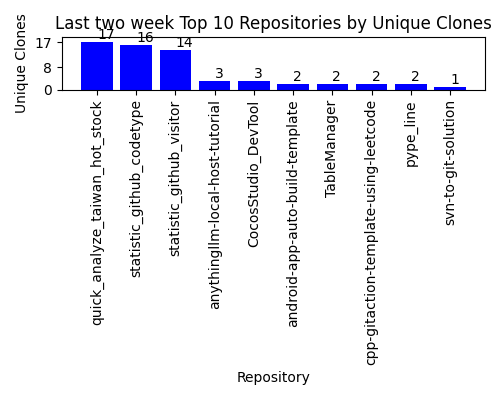 Last two week Top 10 Repositories by Unique Clones
Unique Clones
17
8
0
17
16
14
3
3
2
2
2
2
1
quick_analyze_taiwan_hot_stock
statistic_github_codetype
statistic_github_visitor
anythingllm-local-host-tutorial
CocosStudio_DevTool
android-app-auto-build-template
TableManager
cpp-gitaction-template-using-leetcode
pype_line
svn-to-git-solution
Repository